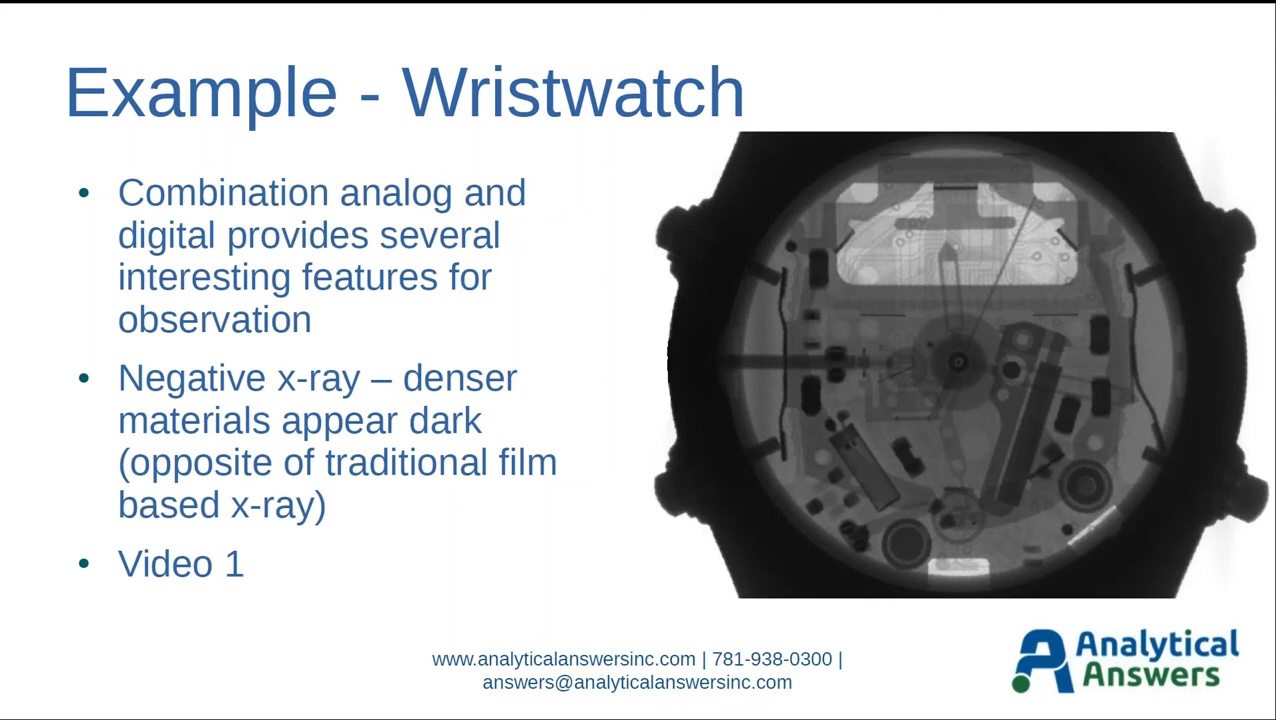 Example - Wristwatch
• Combination analog and
digital provides several
interesting features for
observation
• Negative x-ray – denser
materials appear dark
(opposite of traditional film
based x-ray)
• Video 1
www.analyticalanswersinc.com | 781-938-0300 |
answers@analyticalanswersinc.com
Analytical
Answers